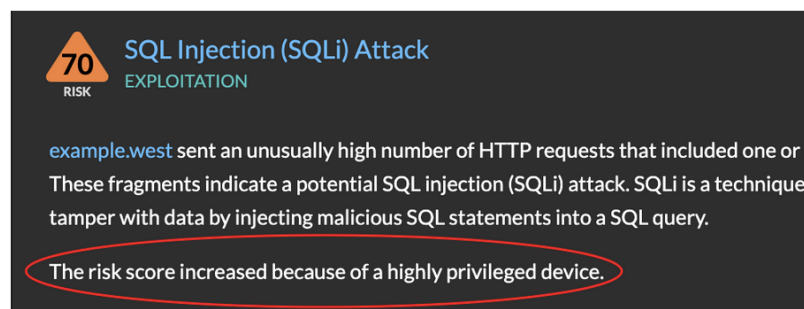 70
RISK
SQL Injection (SQLi) Attack
EXPLOITATION
example.west sent an unusually high number of HTTP requests that included one or
These fragments indicate a potential SQL injection (SQLi) attack. SQLi is a technique
tamper with data by injecting malicious SQL statements into a SQL query.
The risk score increased because of a highly privileged device.